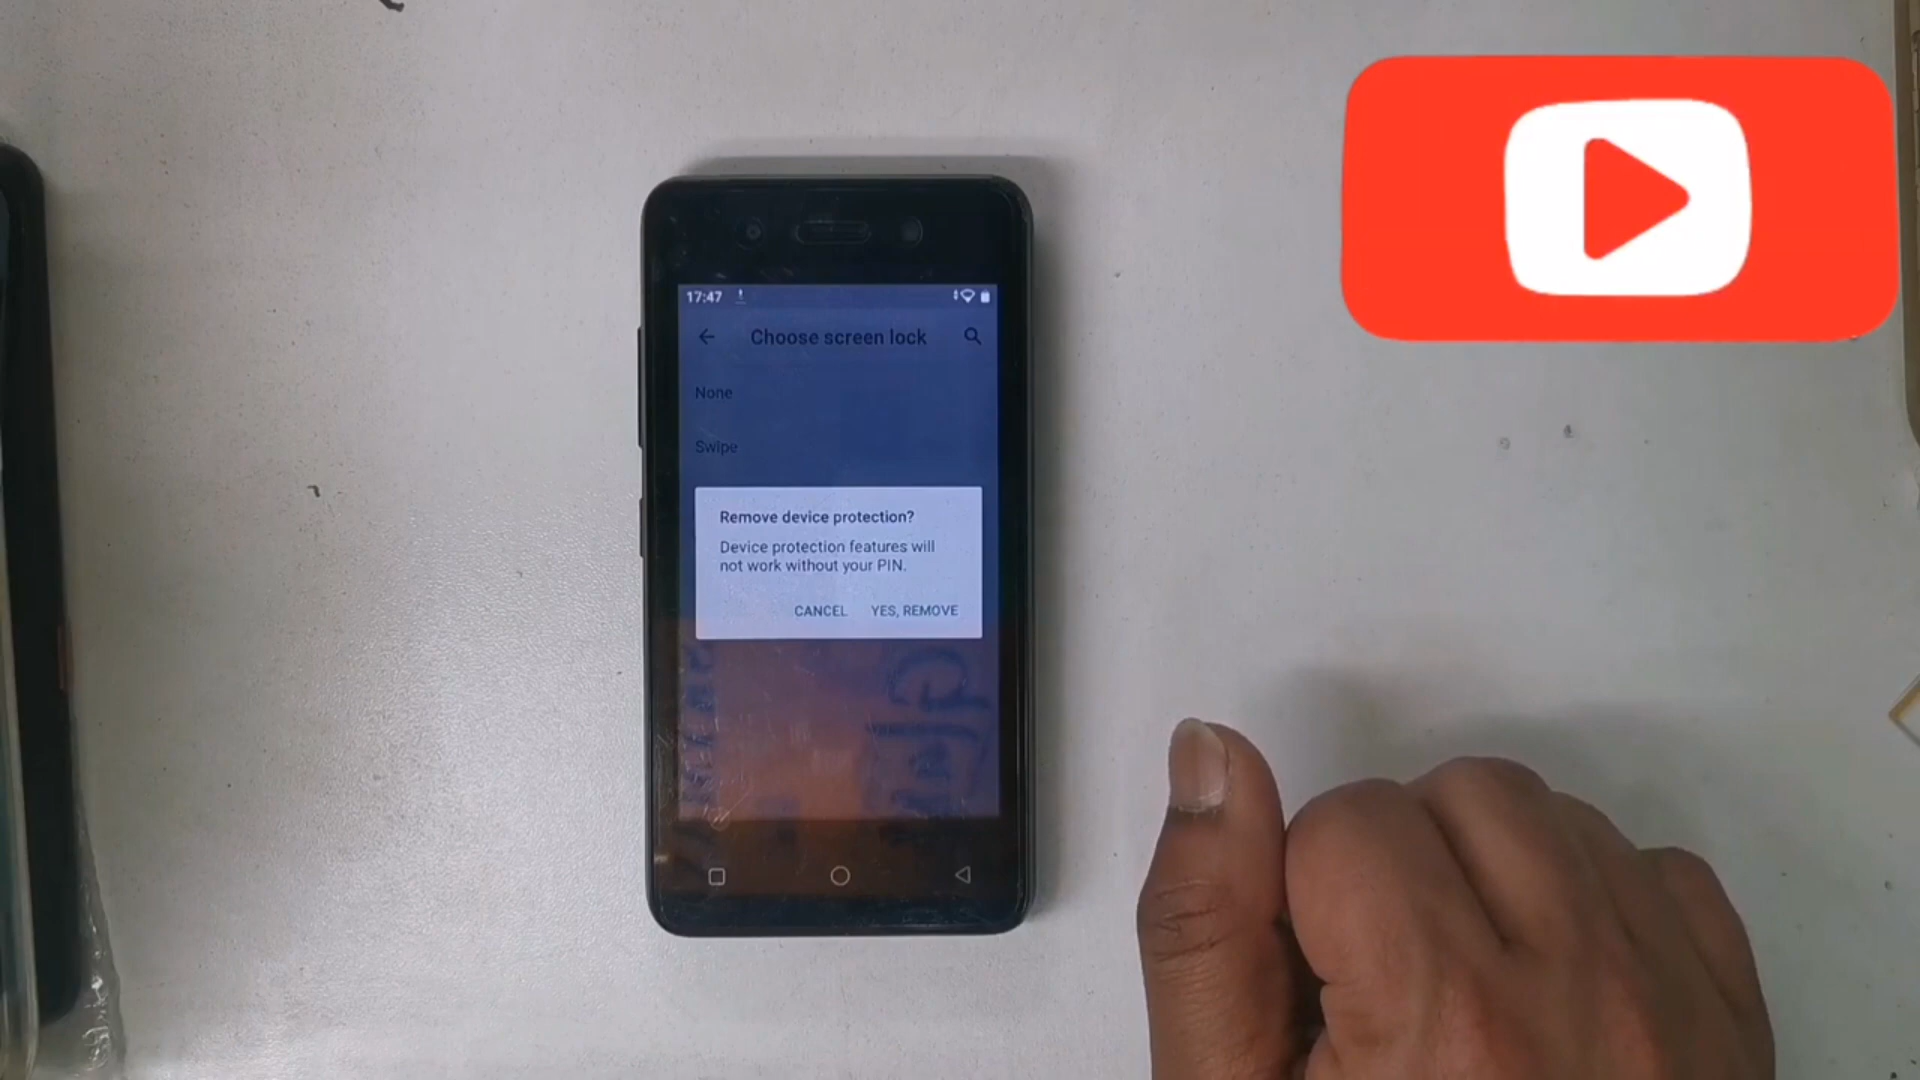 17:47
Choose screen lock
None
Swipe
Remove device protection?
Device protection features will
not work without your PIN.
CANCEL YES, REMOVE